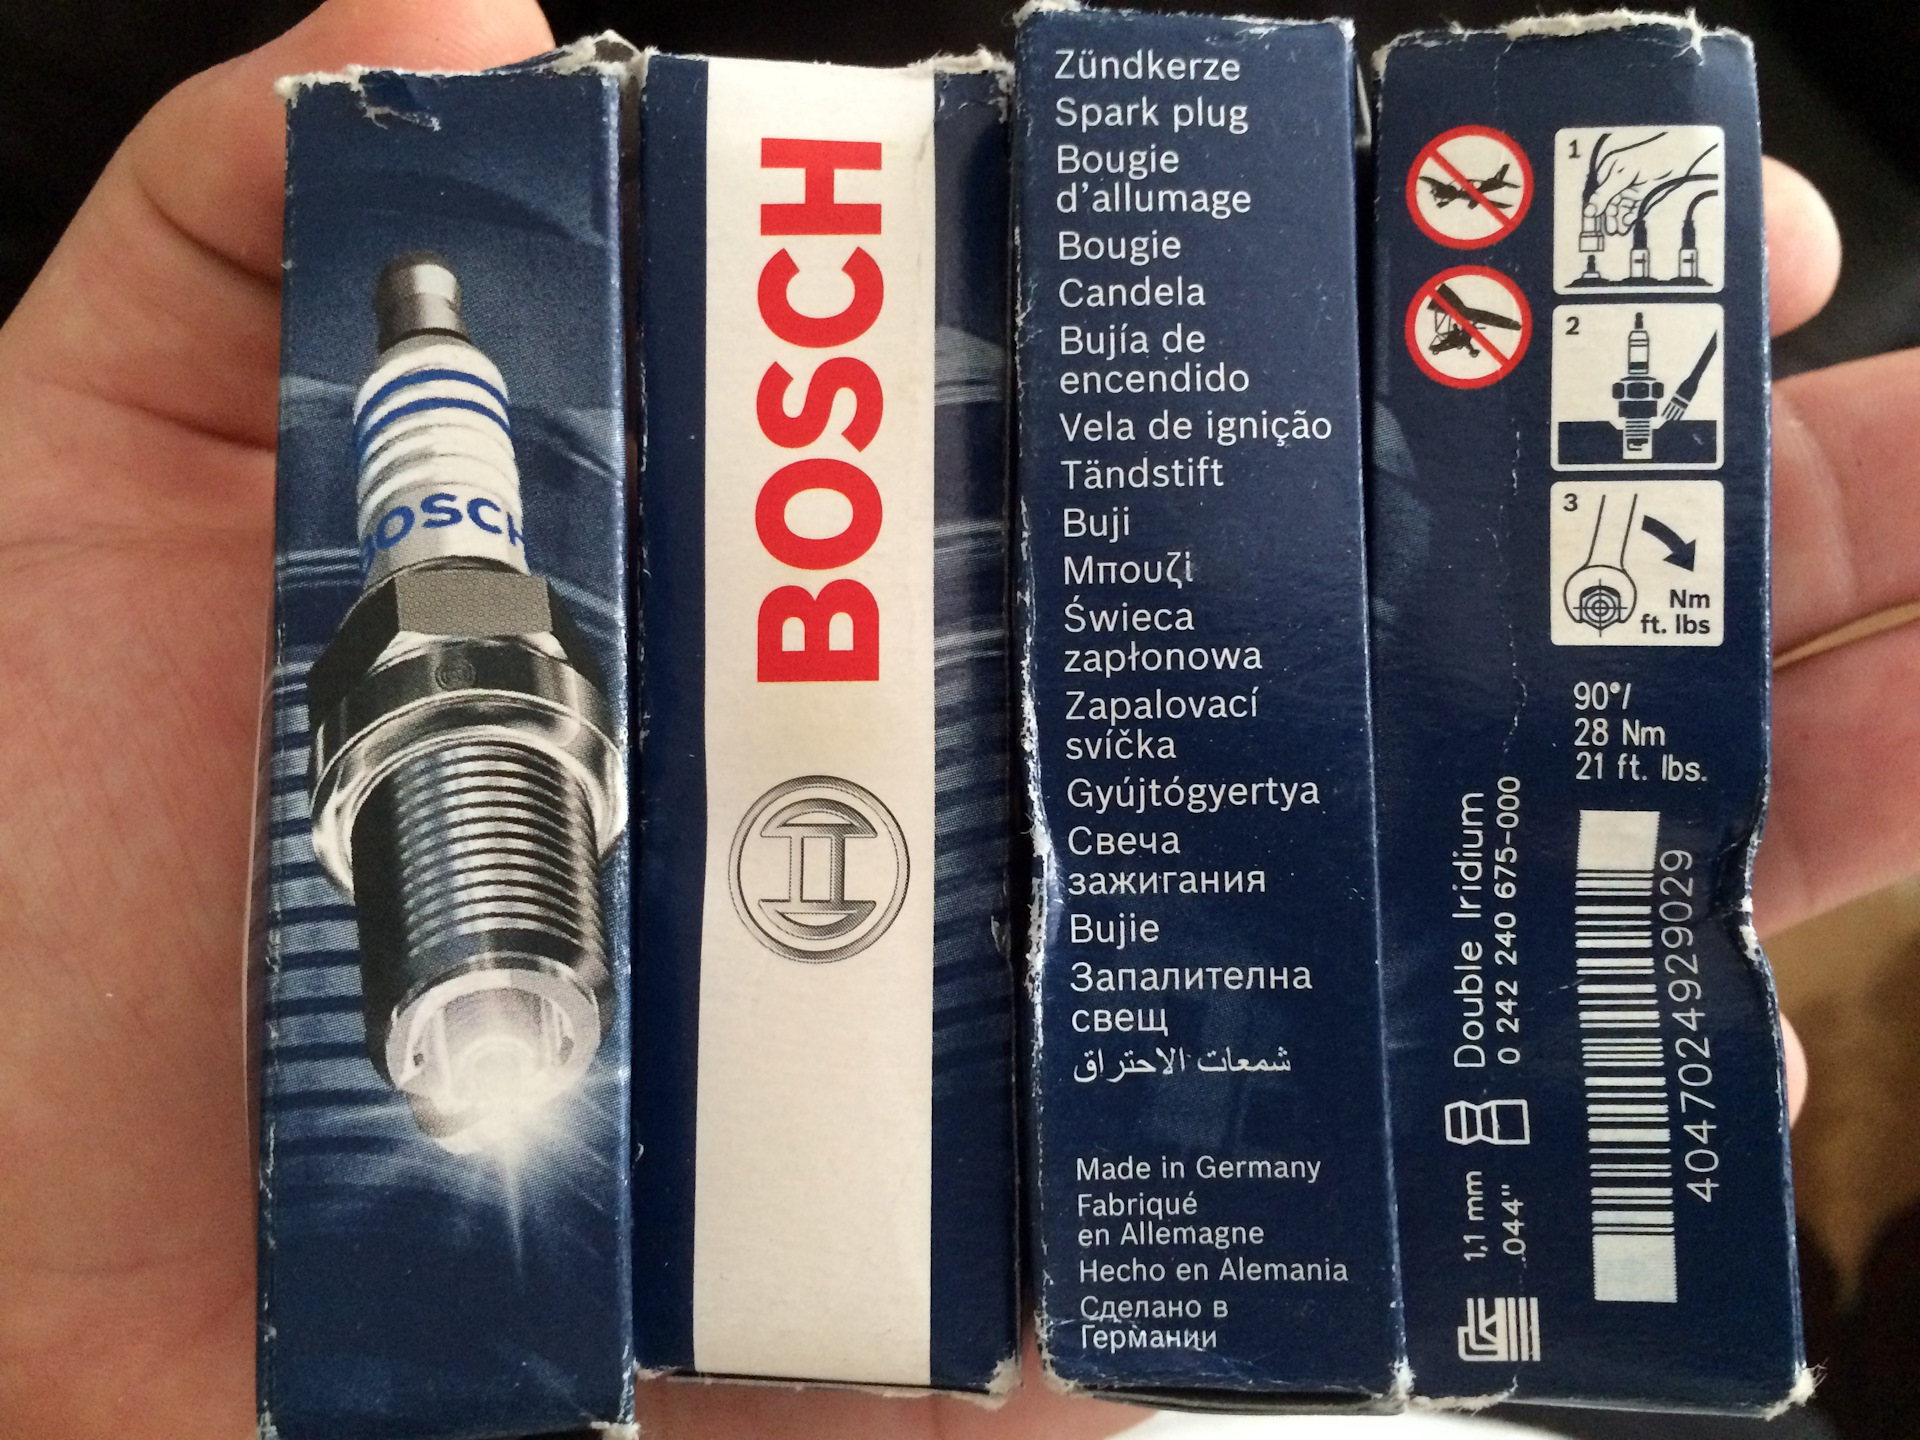 BOSCH
BOSCH
Zündkerze
Spark plug
Bougie
d'allumage
Bougie
Candela
Bujía de
encendido
Vela de ignição
Tändstift
Buji
Μπουζί
Świeca
zapłonowa
Zapalovací
svíčka
Gyújtógyertya
Свеча
зажигания
Bujie
Запалителна
свещ
شمعات الاحتراق
Made in Germany
Fabriqué
en Allemagne
Hecho en Alemania
Сделано в
Германии
1
2
3
Nm
ft. lbs
90°/
28 Nm
21 ft. lbs.
Double Iridium
0 242 240 675-000
1,1 mm
.044"
4047024929029